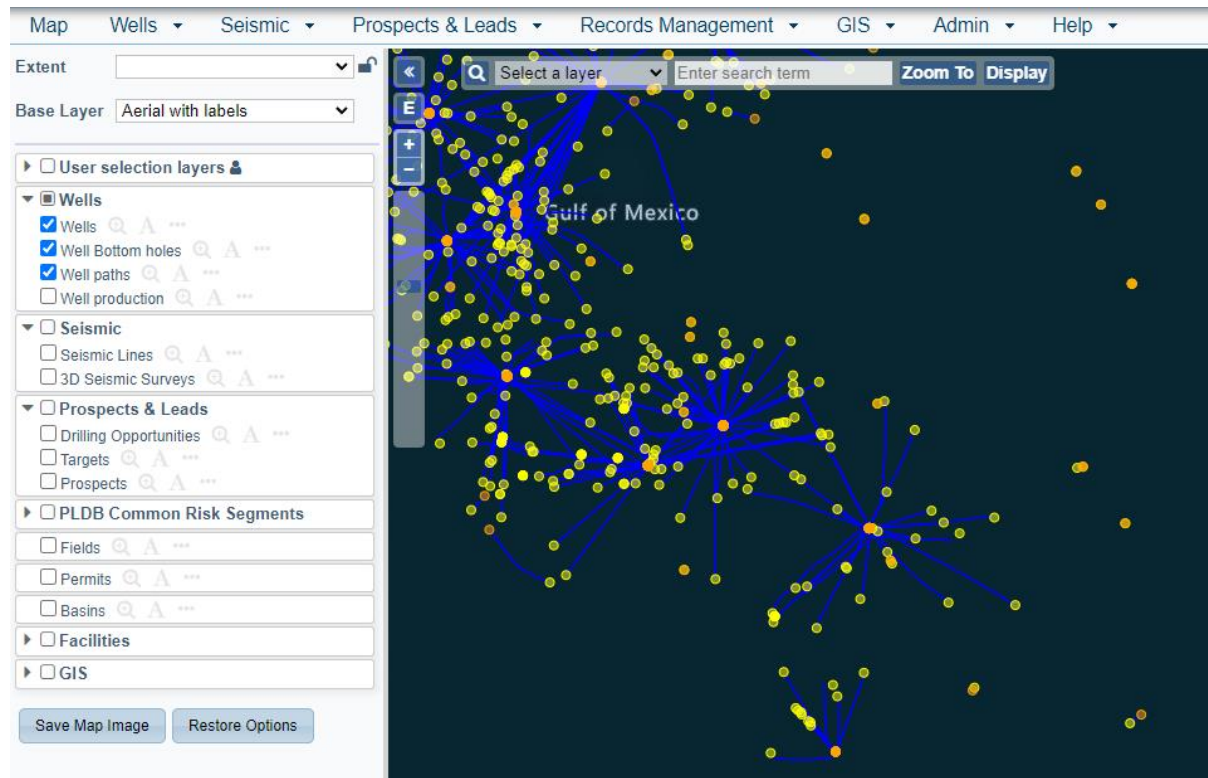 Map Wells Seismic Prospects & Leads Records Management GIS Admin Help
Extent
Base Layer Aerial with labels
User selection layers
Wells
Wells A ...
Well Bottom holes A ...
Well paths A ...
Well production A ...
Seismic
Seismic Lines A ...
3D Seismic Surveys A ...
Prospects & Leads
Drilling Opportunities A ...
Targets A ...
Prospects A ...
PLDB Common Risk Segments
Fields A ...
Permits A ...
Basins A ...
Facilities
GIS
Save Map Image Restore Options
« Select a layer Enter search term Zoom To Display
E
+
−
Gulf of Mexico